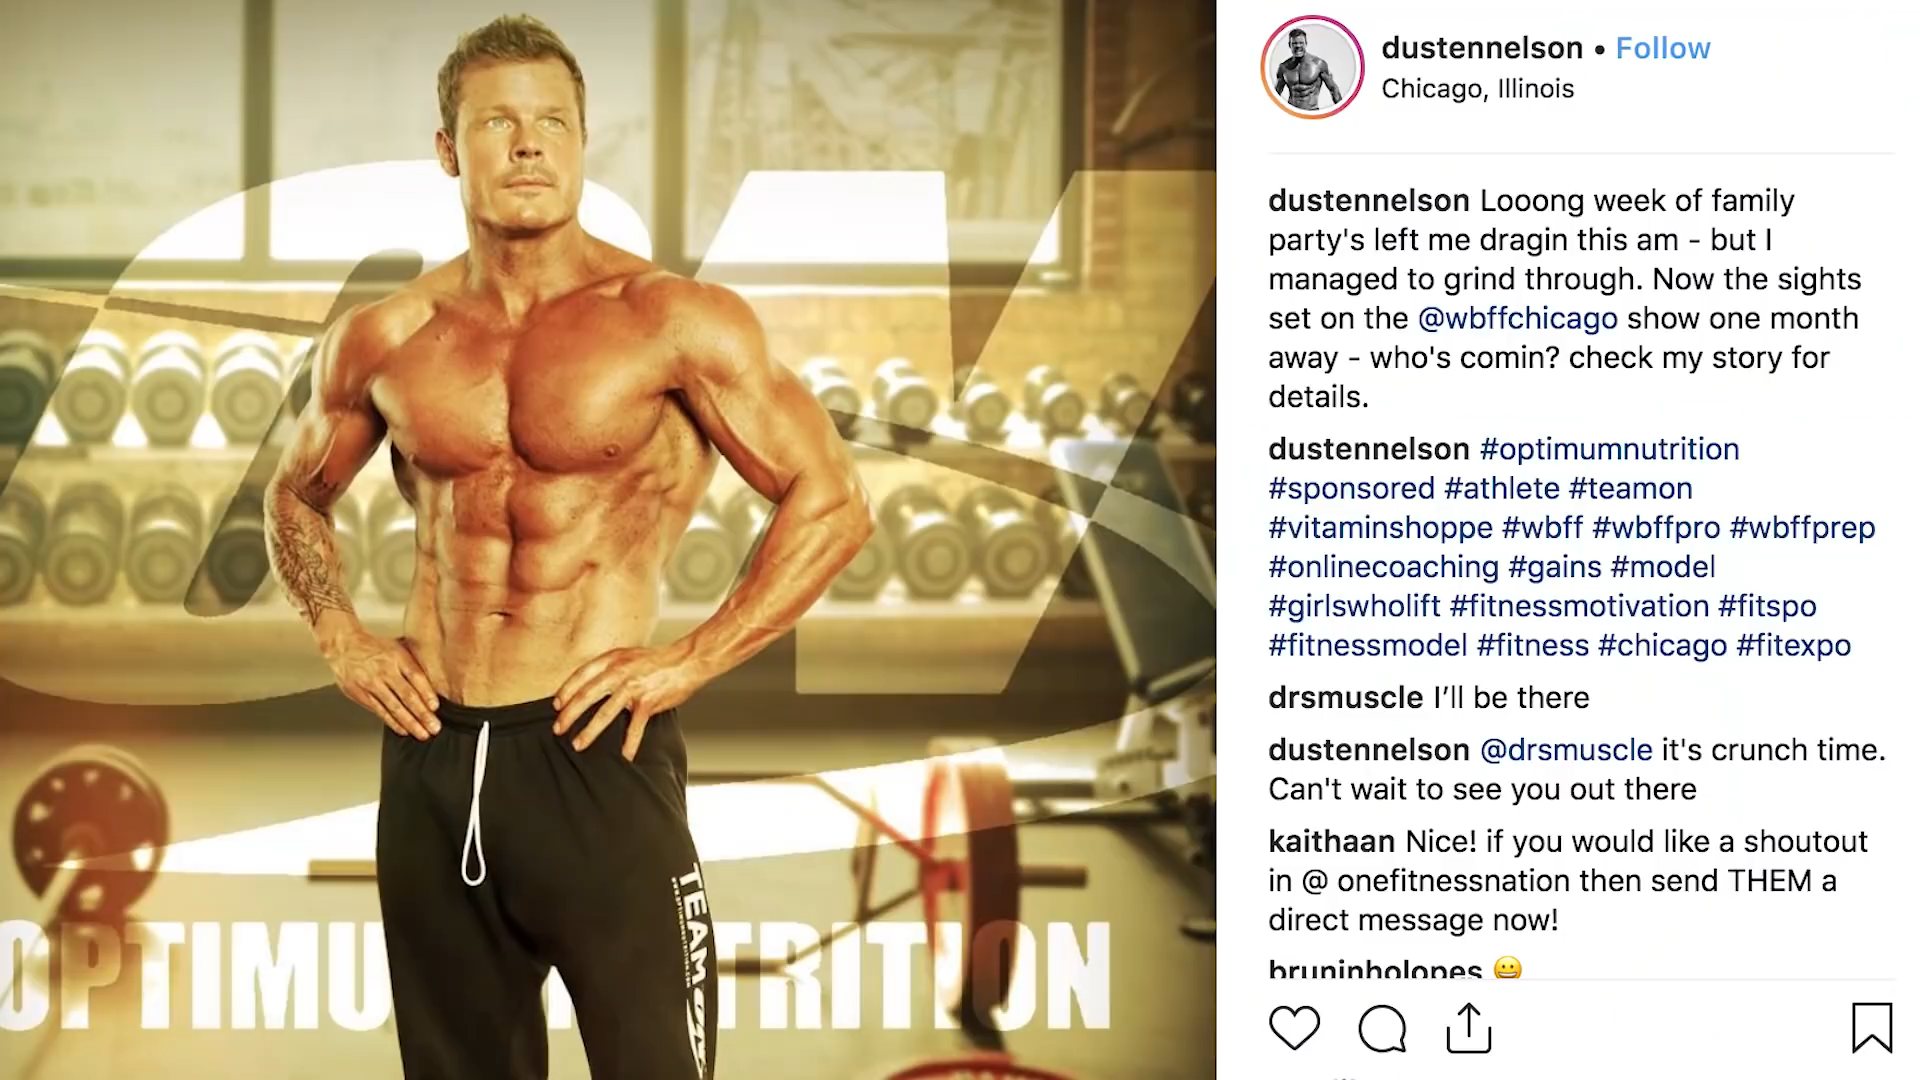 dustennelson • Follow
Chicago, Illinois
dustennelson Looong week of family
party's left me dragin this am - but I
managed to grind through. Now the sights
set on the @wbffchicago show one month
away - who's comin? check my story for
details.
dustennelson #optimumnutrition
#sponsored #athlete #teamon
#vitaminshoppe #wbff #wbffpro #wbffprep
#onlinecoaching #gains #model
#girlswholift #fitnessmotivation #fitspo
#fitnessmodel #fitness #chicago #fitexpo
drsmuscle I’ll be there
dustennelson @drsmuscle it's crunch time.
Can't wait to see you out there
kaithaan Nice! if you would like a shoutout
in @ onefitnessnation then send THEM a
direct message now!
bruninholopes 😀
TEAM ON
OPTIMU TRITION